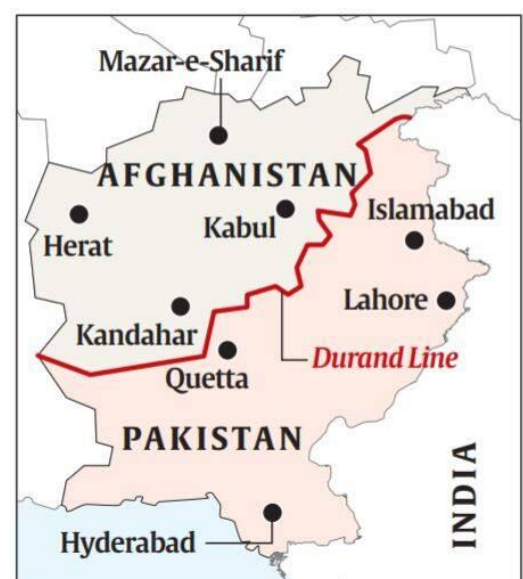 Mazar-e-Sharif
AFGHANISTAN
Islamabad
Kabul
Herat
Lahore
Kandahar
Durand Line
Quetta
PAKISTAN
INDIA
Hyderabad